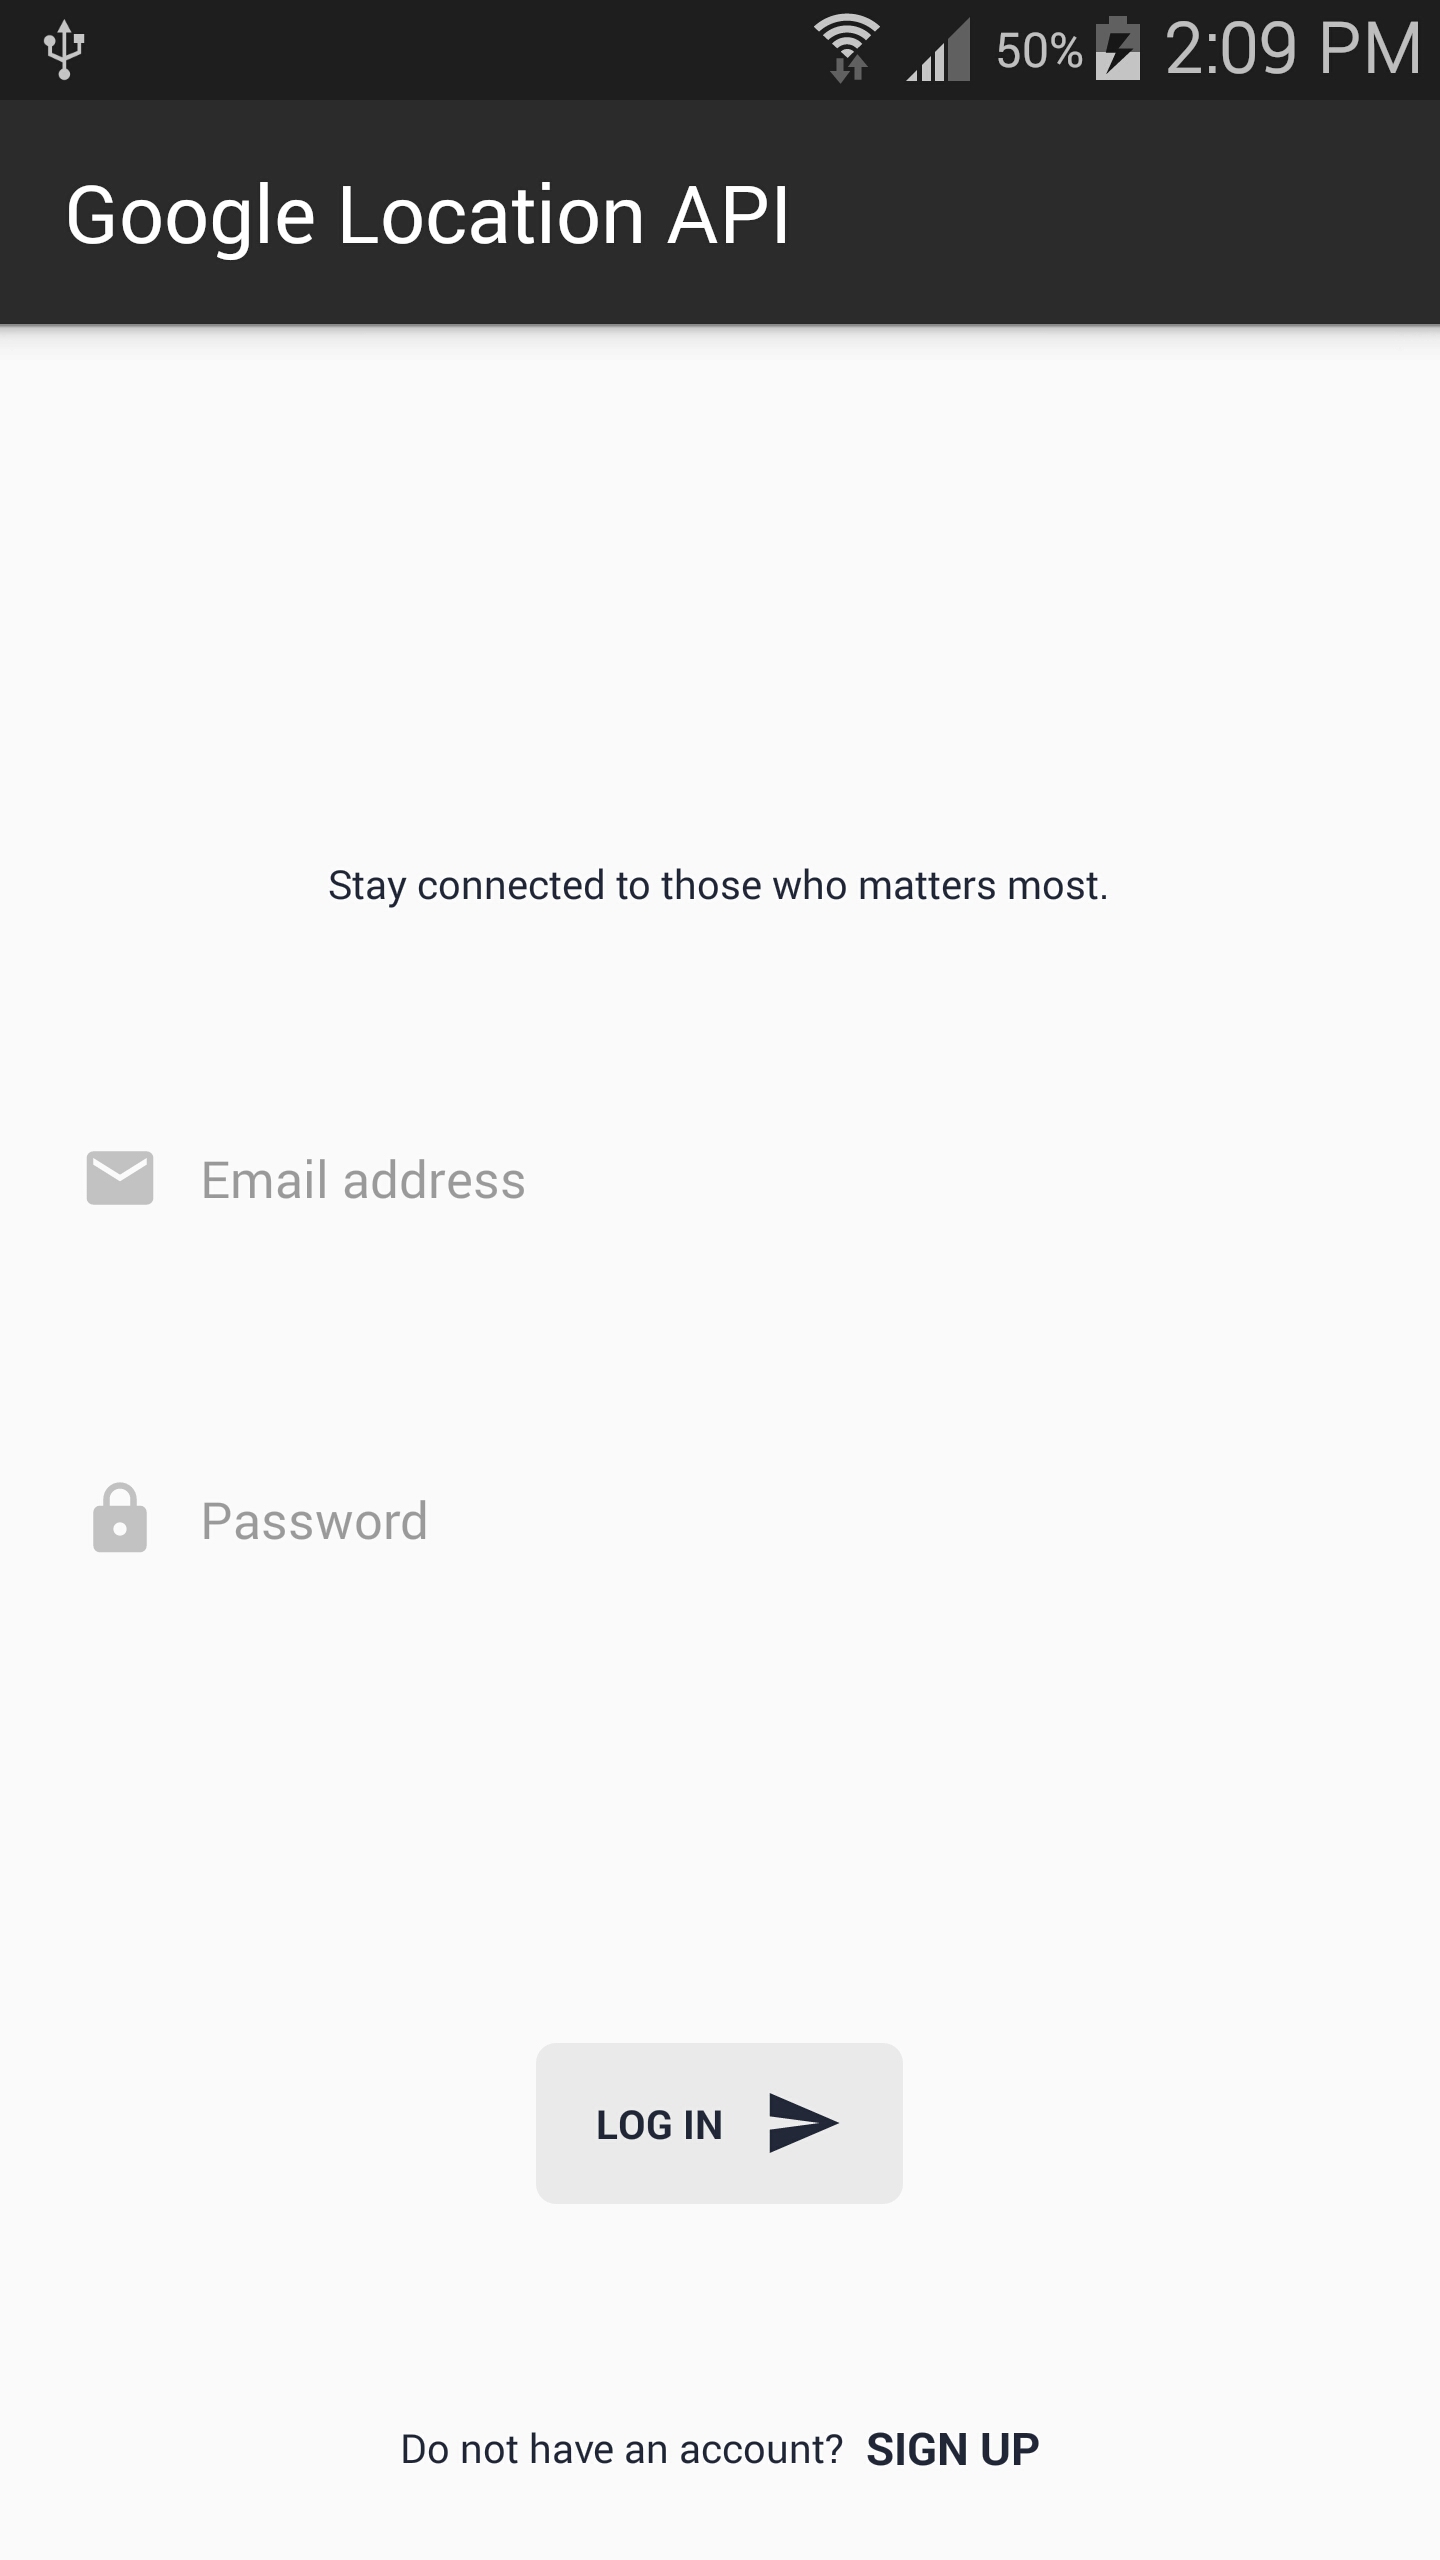 50% 2:09 PM
Google Location API
Stay connected to those who matters most.
Email address
Password
LOG IN
Do not have an account? SIGN UP